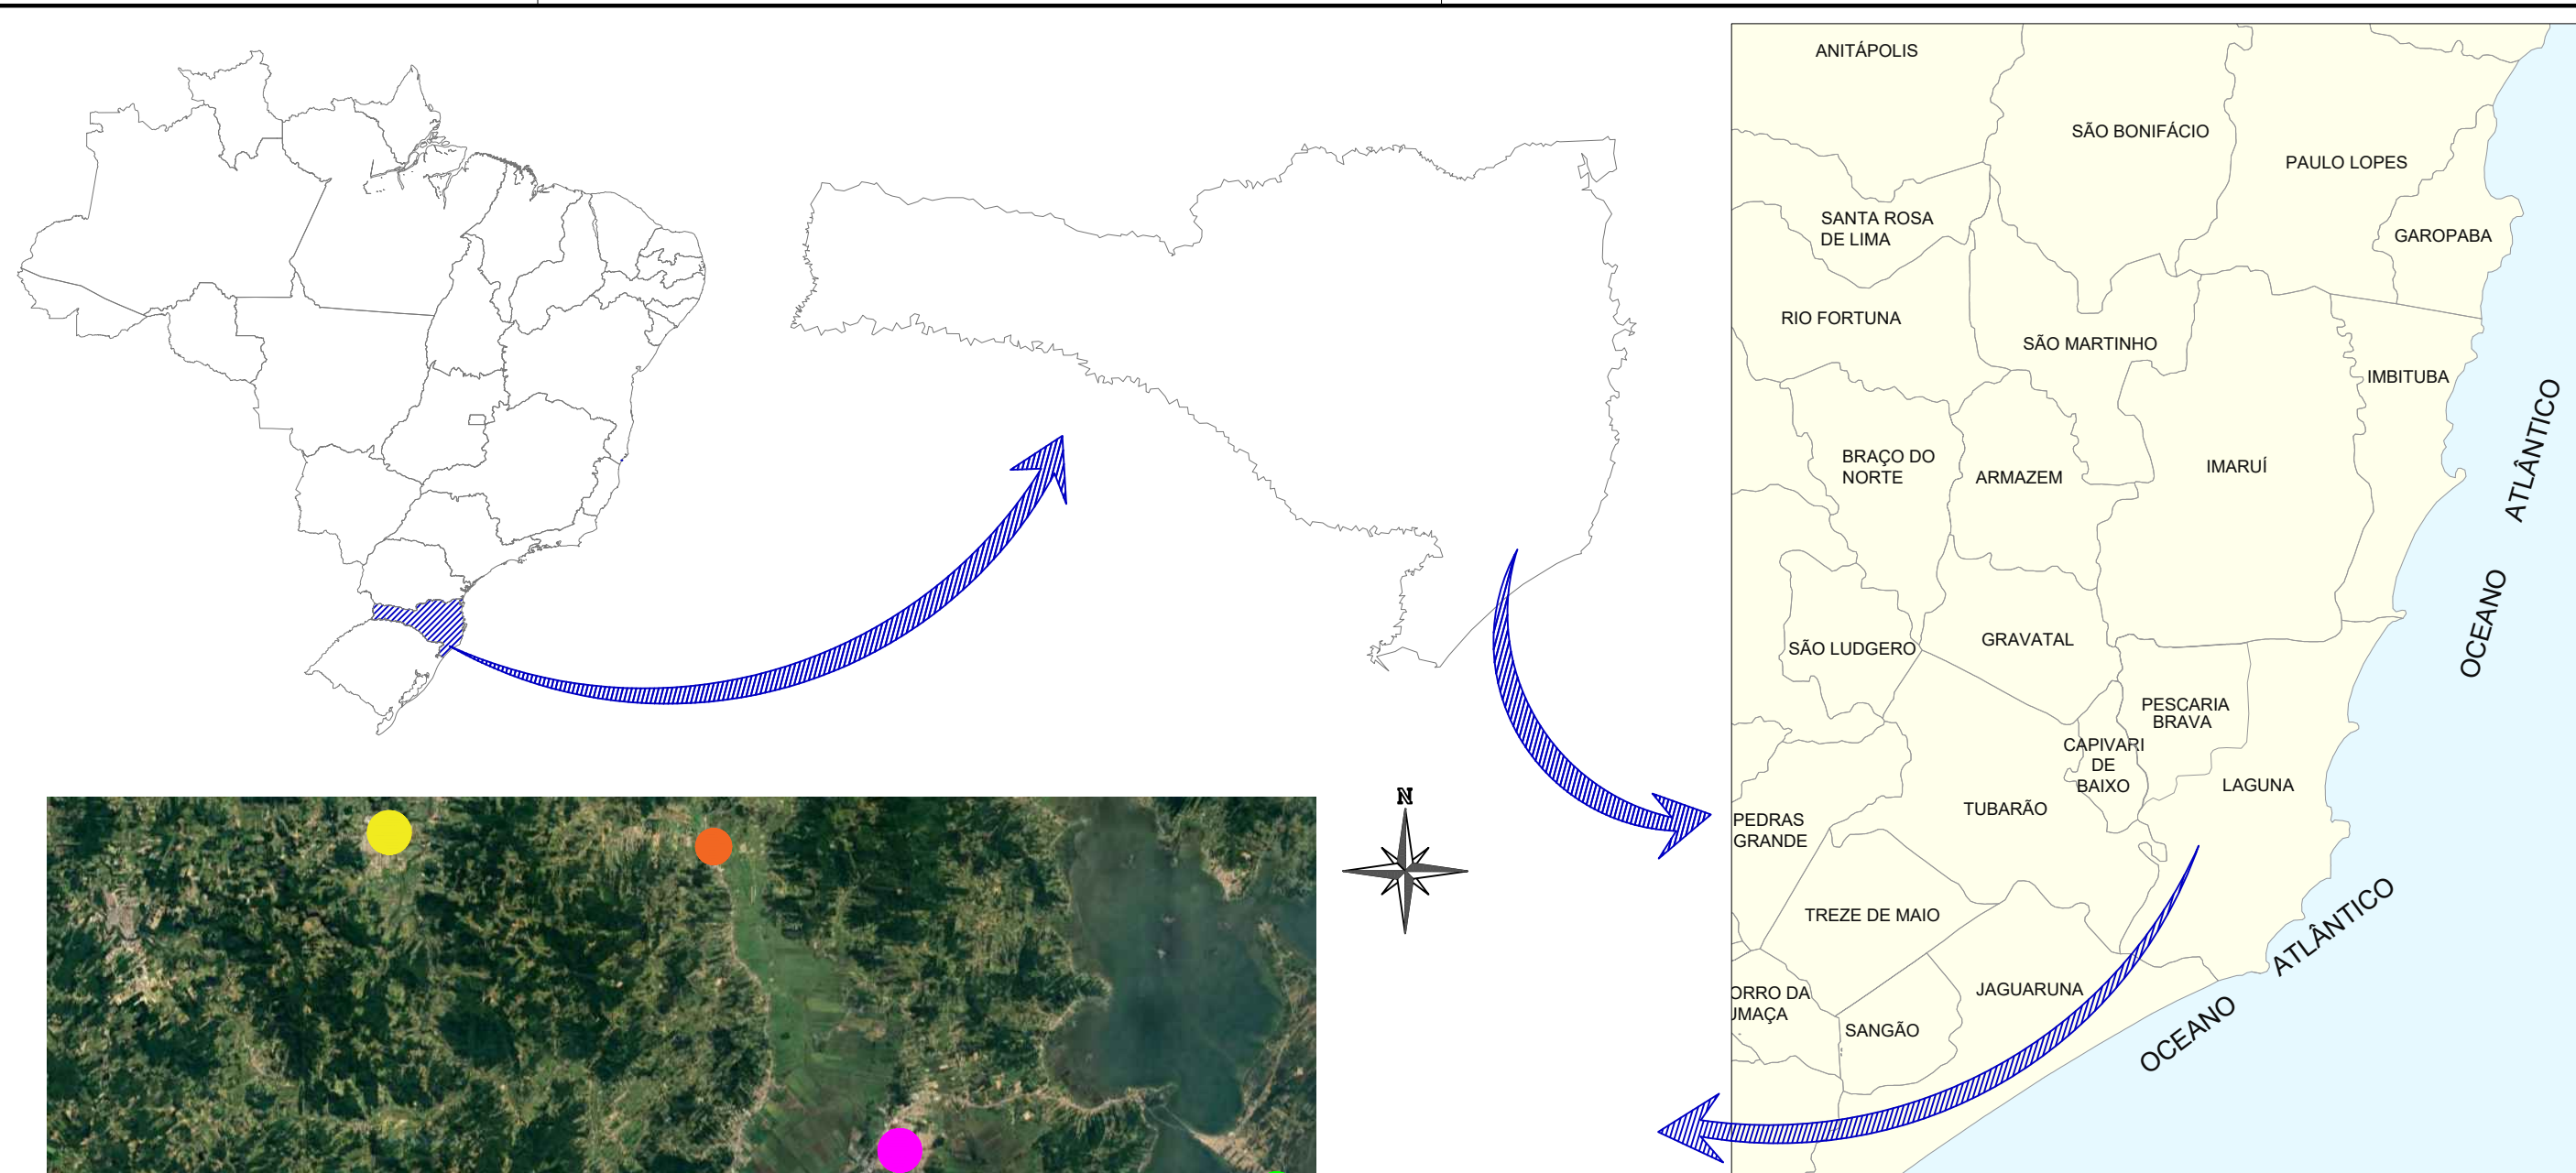 ANITÁPOLIS
SÃO BONIFÁCIO
PAULO LOPES
SANTA ROSA
DE LIMA
GAROPABA
RIO FORTUNA
SÃO MARTINHO
IMBITUBA
BRAÇO DO
NORTE
ARMAZEM
IMARUÍ
OCEANO ATLÂNTICO
SÃO LUDGERO
GRAVATAL
PESCARIA
BRAVA
CAPIVARI
DE
BAIXO
LAGUNA
TUBARÃO
PEDRAS
GRANDE
N
TREZE DE MAIO
OCEANO ATLÂNTICO
JAGUARUNA
ORRO DA
UMAÇA
SANGÃO